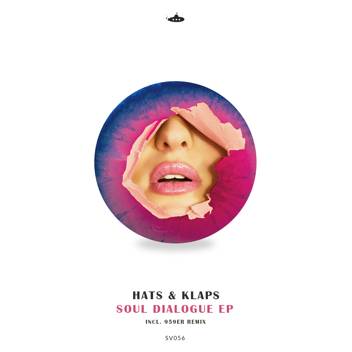 HATS & KLAPS
SOUL DIALOGUE EP
INCL. 959ER REMIX
SV056